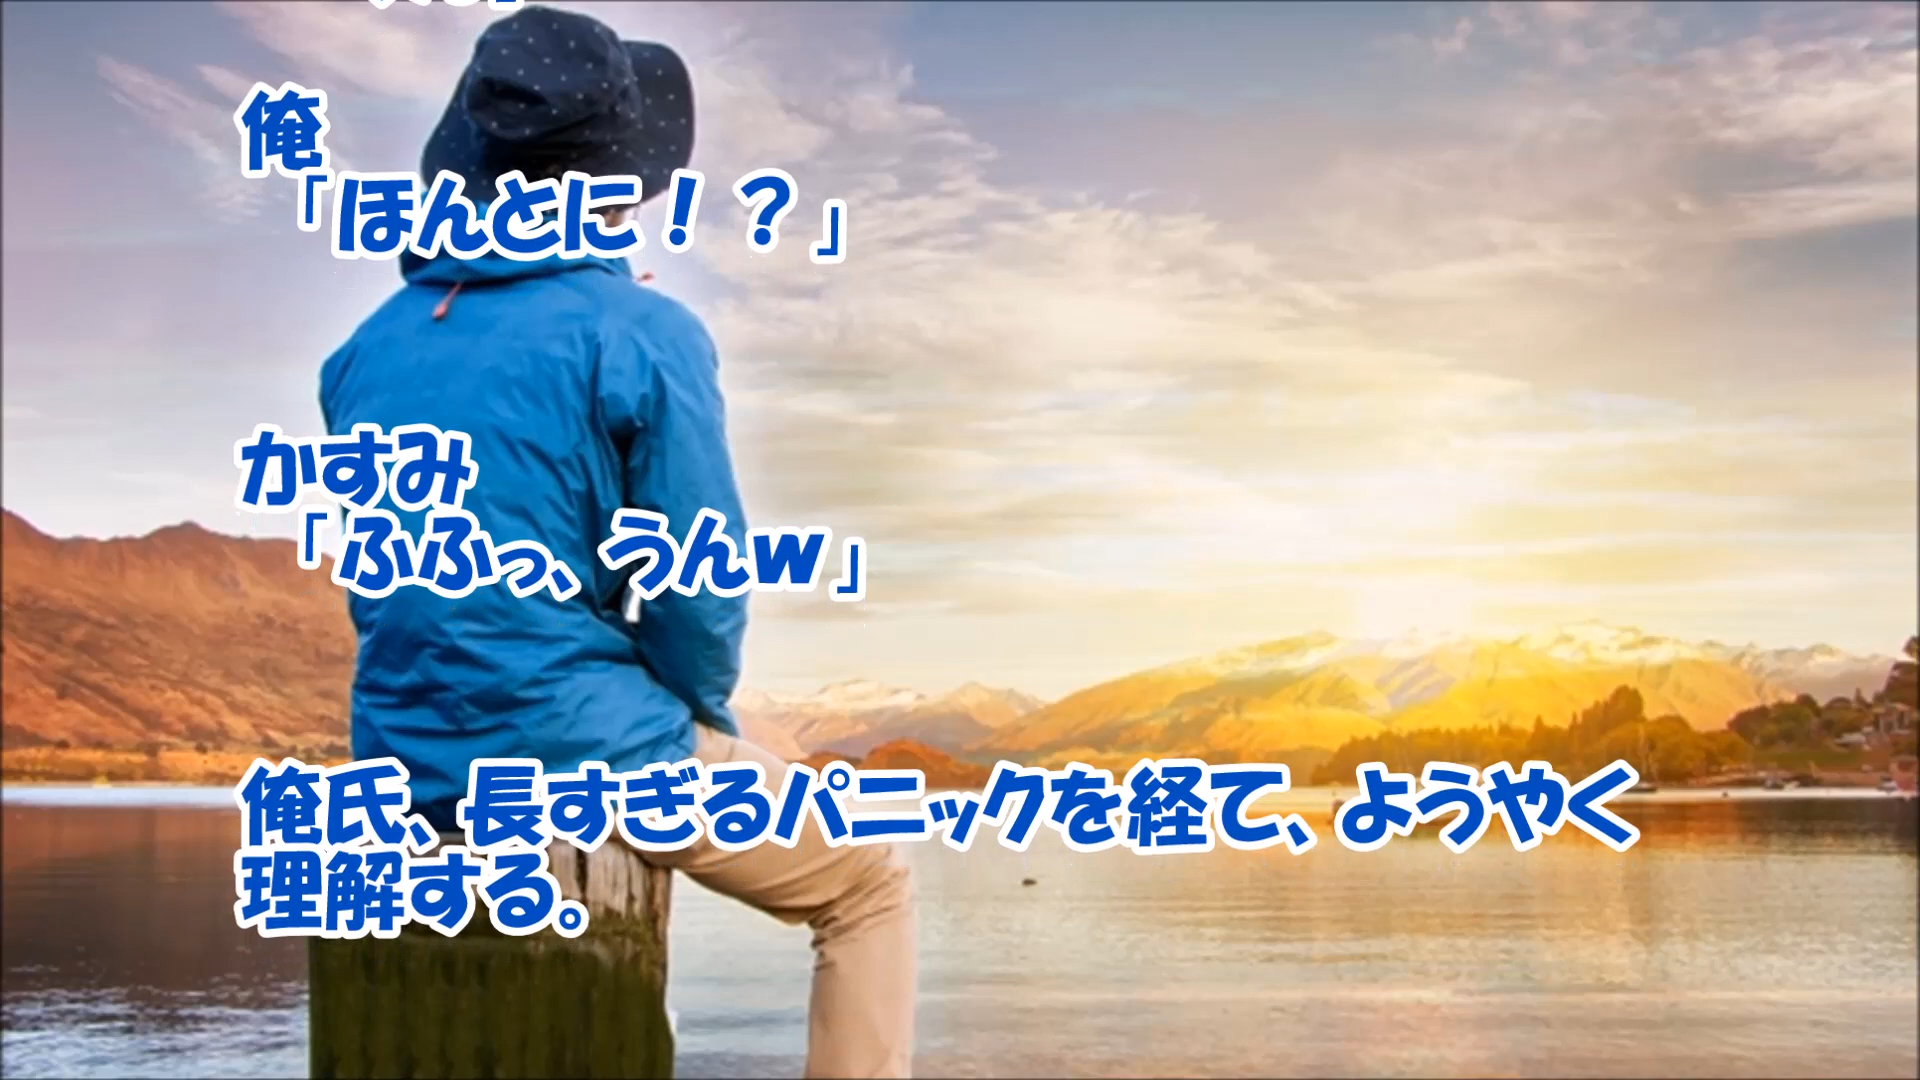 俺
「ほんとに！？」
かすみ
「ふふっ、うんｗ」
俺氏、長すぎるパニックを経て、ようやく
理解する。